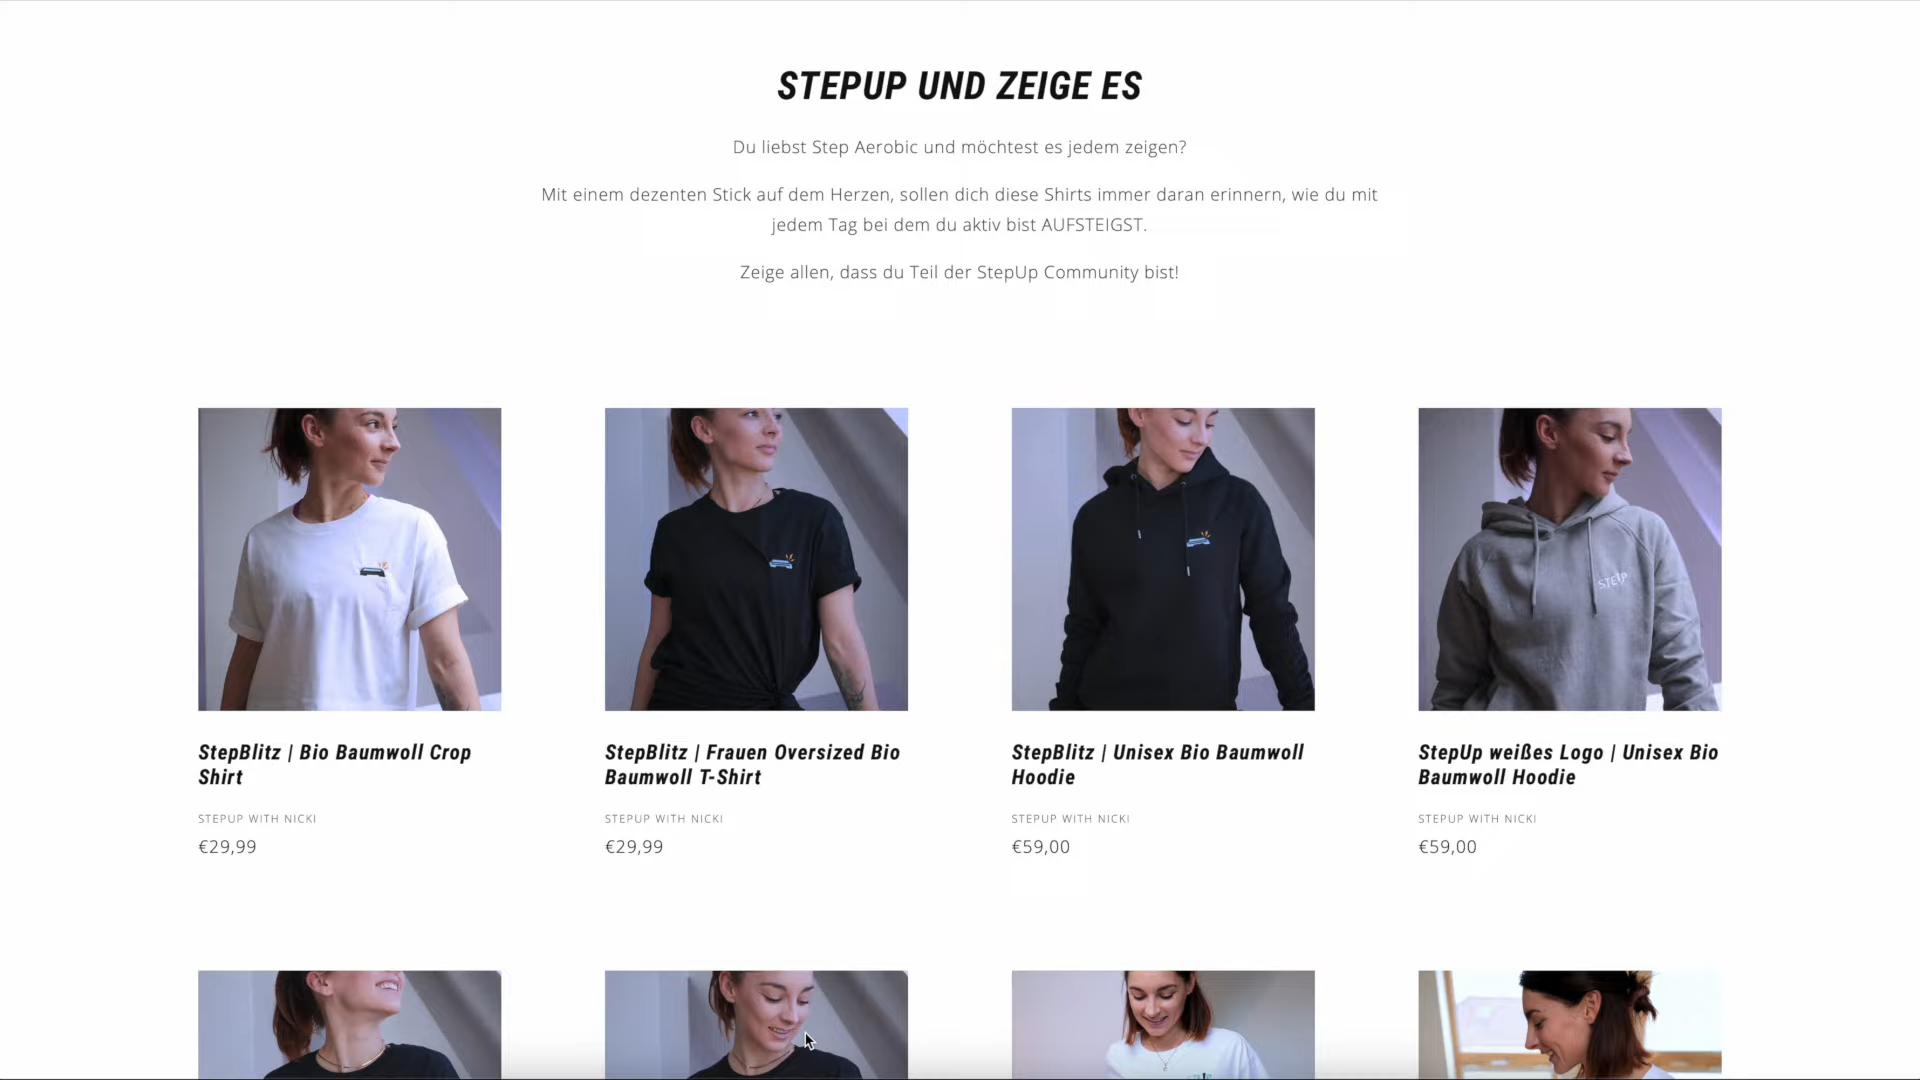 STEPUP UND ZEIGE ES
Du liebst Step Aerobic und möchtest es jedem zeigen?
Mit einem dezenten Stick auf dem Herzen, sollen dich diese Shirts immer daran erinnern, wie du mit
jedem Tag bei dem du aktiv bist AUFSTEIGST.
Zeige allen, dass du Teil der StepUp Community bist!
StepBlitz | Bio Baumwoll Crop
Shirt
STEPUP WITH NICKI
€29,99
StepBlitz | Frauen Oversized Bio
Baumwoll T-Shirt
STEPUP WITH NICKI
€29,99
StepBlitz | Unisex Bio Baumwoll
Hoodie
STEPUP WITH NICKI
€59,00
StepUp weißes Logo | Unisex Bio
Baumwoll Hoodie
STEPUP WITH NICKI
€59,00